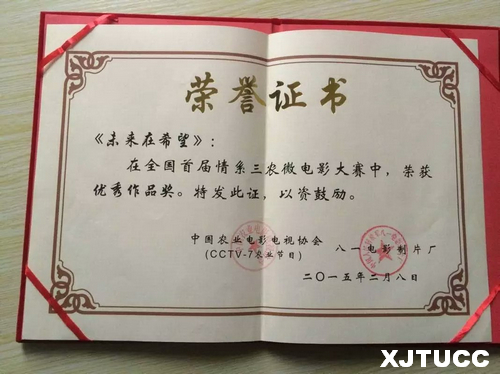 荣誉证书
《未来在希望》：
在全国首届情系三农微电影大赛中，荣获
优秀作品奖。特发此证，以资鼓励。
中国农业电影电视协会 八一电影制片厂
(CCTV-7农业节目)
二〇一五年二月八日
XJTUCC